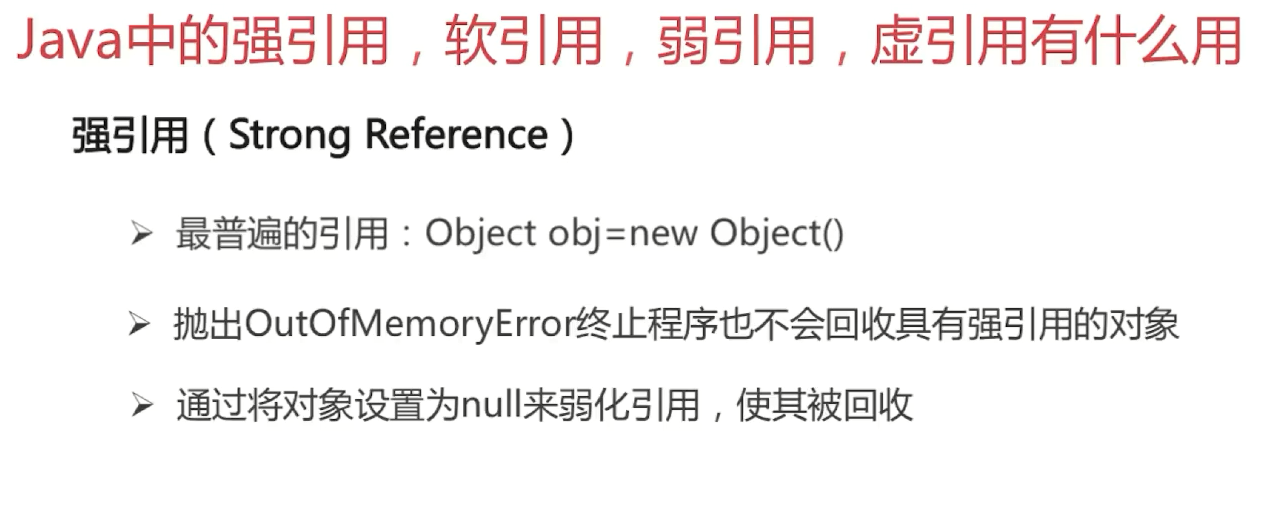 Java中的强引用，软引用，弱引用，虚引用有什么用
强引用（Strong Reference）
➢ 最普遍的引用：Object obj=new Object()
➢ 抛出OutOfMemoryError终止程序也不会回收具有强引用的对象
➢ 通过将对象设置为null来弱化引用，使其被回收